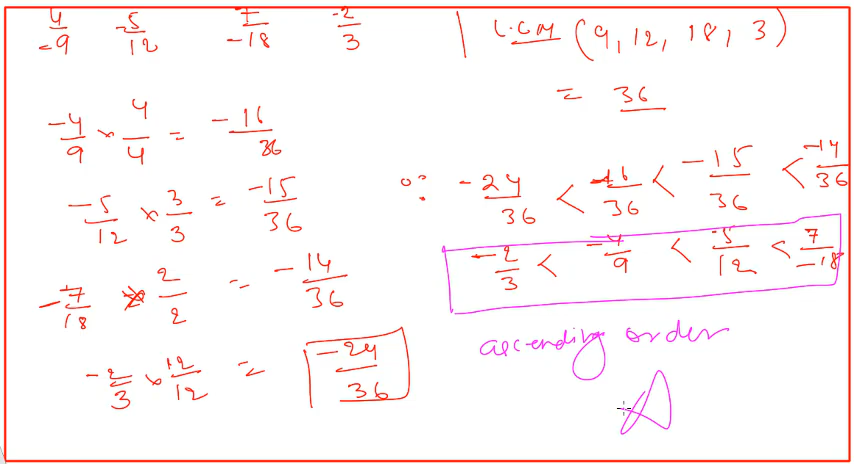 4/-9 -5/12 7/-18 -2/3
L.C.M (9, 12, 18, 3)
= 36
-4/9 × 4/4 = -16/36
-5/12 × 3/3 = -15/36
-7/18 × 2/2 = -14/36
-2/3 × 12/12 = -24/36
∴ -24/36 < -16/36 < -15/36 < -14/36
-2/3 < -4/9 < -5/12 < 7/-18
ascending order